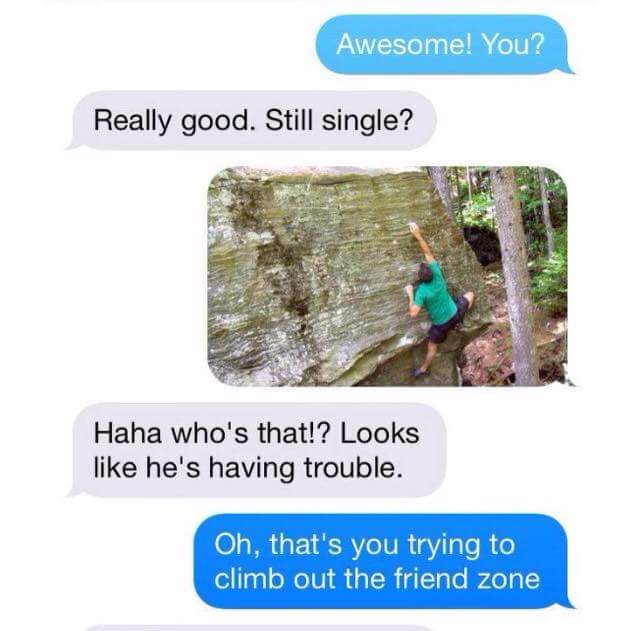 Awesome! You?
Really good. Still single?
Haha who's that!? Looks
like he's having trouble.
Oh, that's you trying to
climb out the friend zone